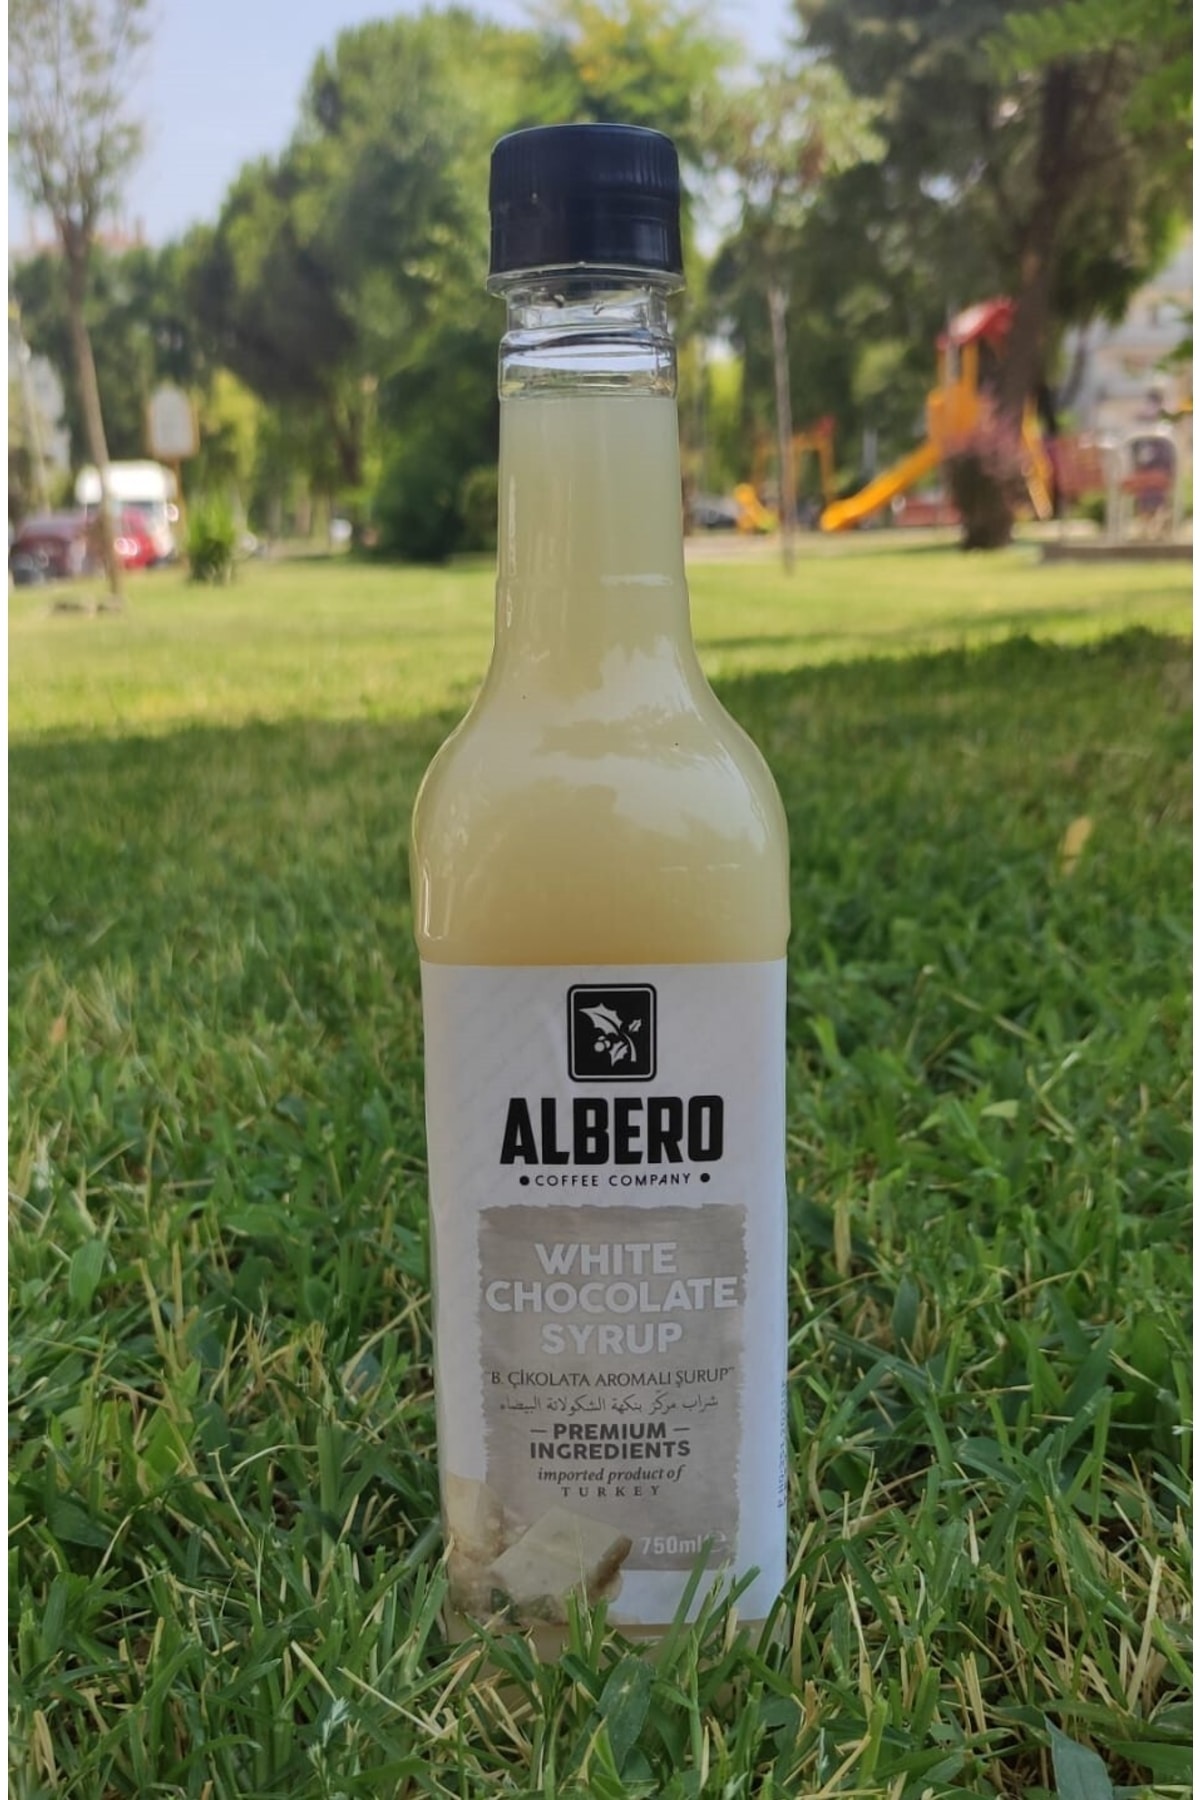 ALBERO
COFFEE COMPANY
WHITE
CHOCOLATE
SYRUP
"B. ÇİKOLATA AROMALI ŞURUP"
شراب مركز بنكهة الشكولاتة البيضاء
PREMIUM
INGREDIENTS
imported product of
TURKEY
750ml e